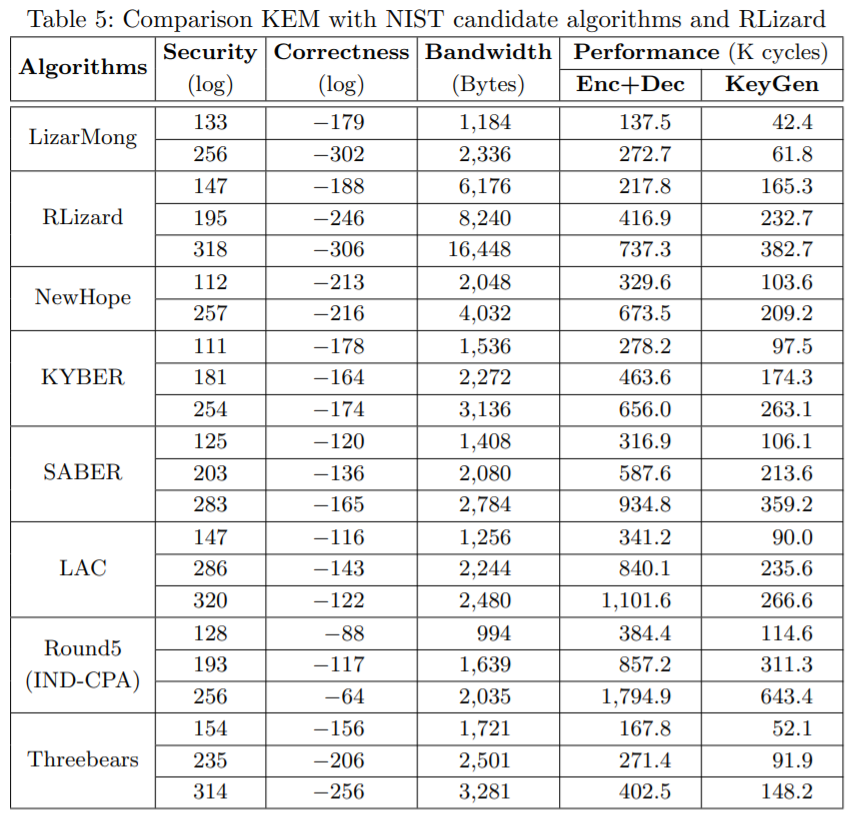 Table 5: Comparison KEM with NIST candidate algorithms and RLizard
Algorithms Security Correctness Bandwidth Performance (K cycles)
(log) (log) (Bytes) Enc+Dec KeyGen
LizarMong 133 −179 1,184 137.5 42.4
256 −302 2,336 272.7 61.8
RLizard 147 −188 6,176 217.8 165.3
195 −246 8,240 416.9 232.7
318 −306 16,448 737.3 382.7
NewHope 112 −213 2,048 329.6 103.6
257 −216 4,032 673.5 209.2
KYBER 111 −178 1,536 278.2 97.5
181 −164 2,272 463.6 174.3
254 −174 3,136 656.0 263.1
SABER 125 −120 1,408 316.9 106.1
203 −136 2,080 587.6 213.6
283 −165 2,784 934.8 359.2
LAC 147 −116 1,256 341.2 90.0
286 −143 2,244 840.1 235.6
320 −122 2,480 1,101.6 266.6
Round5 (IND-CPA) 128 −88 994 384.4 114.6
193 −117 1,639 857.2 311.3
256 −64 2,035 1,794.9 643.4
Threebears 154 −156 1,721 167.8 52.1
235 −206 2,501 271.4 91.9
314 −256 3,281 402.5 148.2